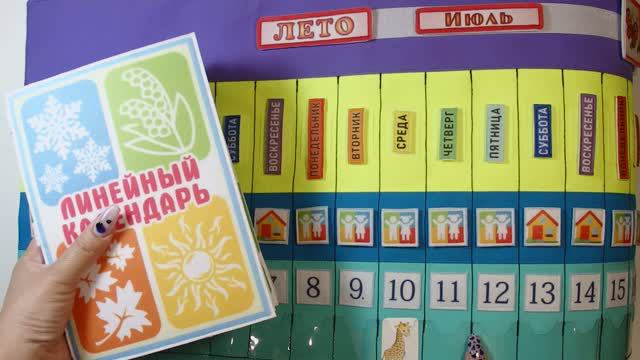 ЛЕТО
Июль
ЛИНЕЙНЫЙ
КАЛЕНДАРЬ
СУББОТА
ВОСКРЕСЕНЬЕ
ПОНЕДЕЛЬНИК
ВТОРНИК
СРЕДА
ЧЕТВЕРГ
ПЯТНИЦА
СУББОТА
ВОСКРЕСЕНЬЕ
7 8 9 10 11 12 13 14 15